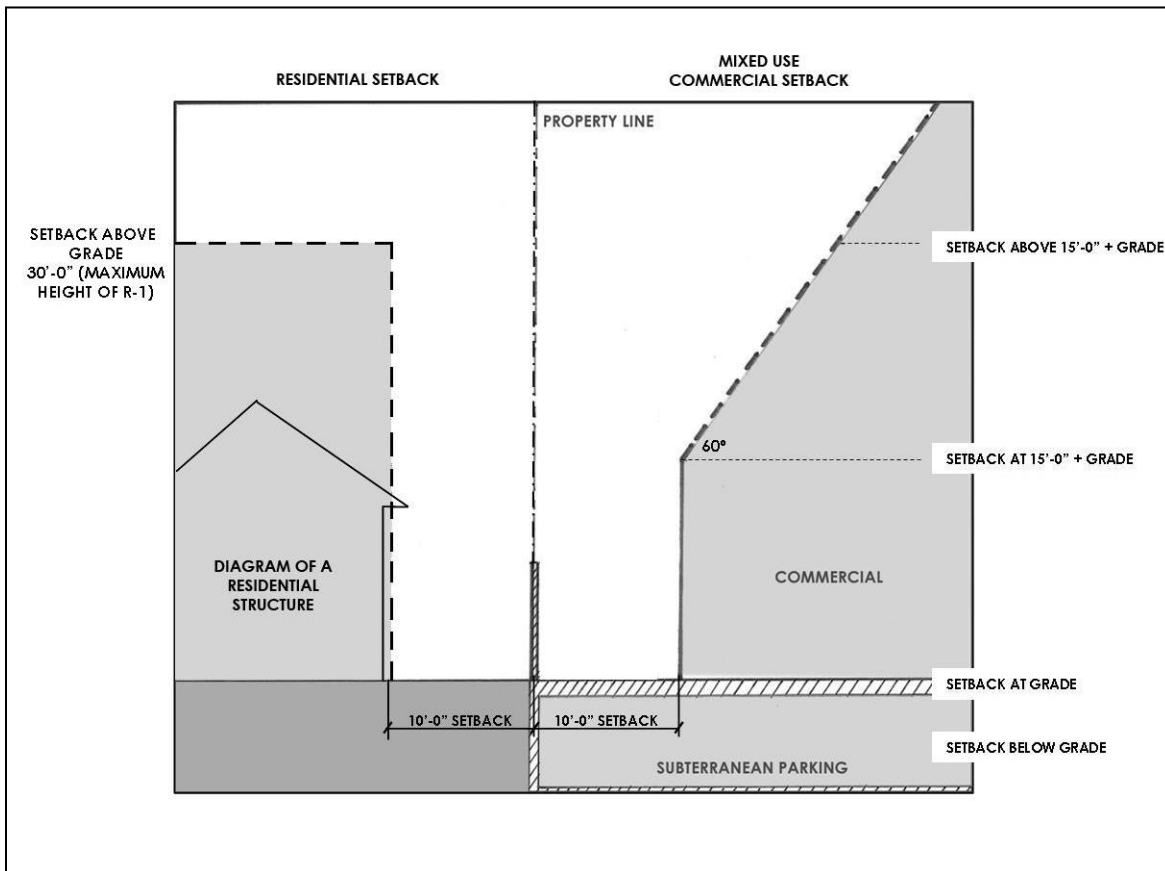 RESIDENTIAL SETBACK
MIXED USE
COMMERCIAL SETBACK
PROPERTY LINE
SETBACK ABOVE
GRADE
30'-0" (MAXIMUM
HEIGHT OF R-1)
SETBACK ABOVE 15'-0" + GRADE
60°
SETBACK AT 15'-0" + GRADE
DIAGRAM OF A
RESIDENTIAL
STRUCTURE
COMMERCIAL
SETBACK AT GRADE
10'-0" SETBACK
10'-0" SETBACK
SETBACK BELOW GRADE
SUBTERRANEAN PARKING